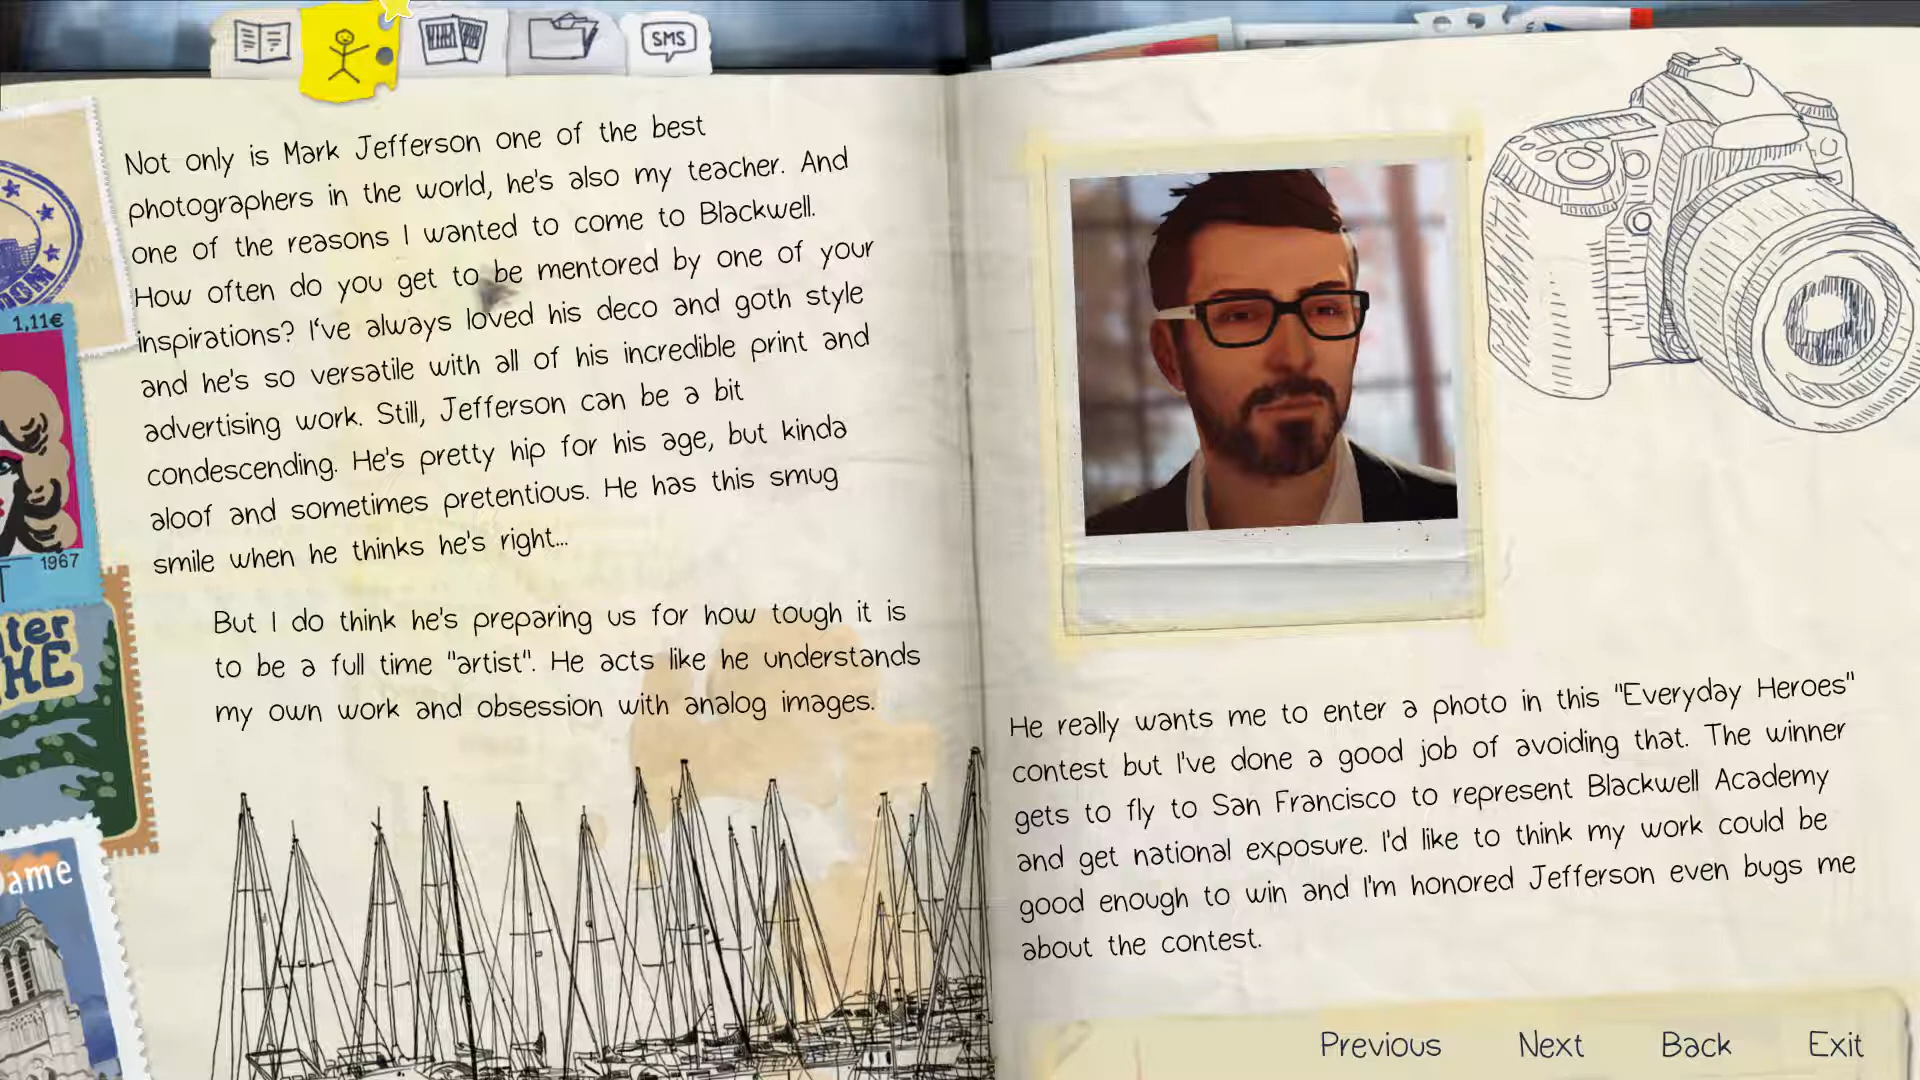 SMS
Not only is Mark Jefferson one of the best
photographers in the world, he's also my teacher. And
one of the reasons I wanted to come to Blackwell.
How often do you get to be mentored by one of your
inspirations? I've always loved his deco and goth style
and he's so versatile with all of his incredible print and
advertising work. Still, Jefferson can be a bit
condescending. He's pretty hip for his age, but kinda
aloof and sometimes pretentious. He has this smug
smile when he thinks he's right...
But I do think he's preparing us for how tough it is
to be a full time "artist". He acts like he understands
my own work and obsession with analog images.
1,11€
1967
ame
He really wants me to enter a photo in this "Everyday Heroes"
contest but I've done a good job of avoiding that. The winner
gets to fly to San Francisco to represent Blackwell Academy
and get national exposure. I'd like to think my work could be
good enough to win and I'm honored Jefferson even bugs me
about the contest.
Previous Next Back Exit